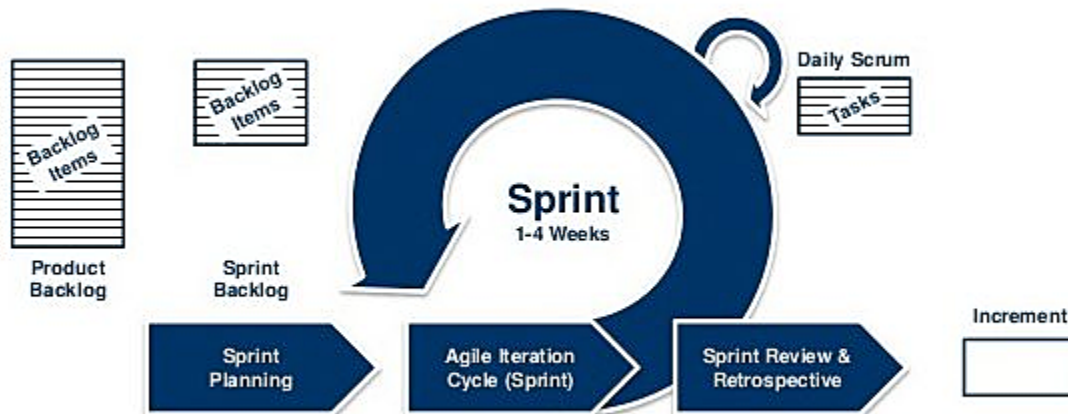 Backlog
Items
Product
Backlog
Backlog
Items
Sprint
Backlog
Sprint
1-4 Weeks
Daily Scrum
Tasks
Sprint
Planning
Agile Iteration
Cycle (Sprint)
Sprint Review &
Retrospective
Increment